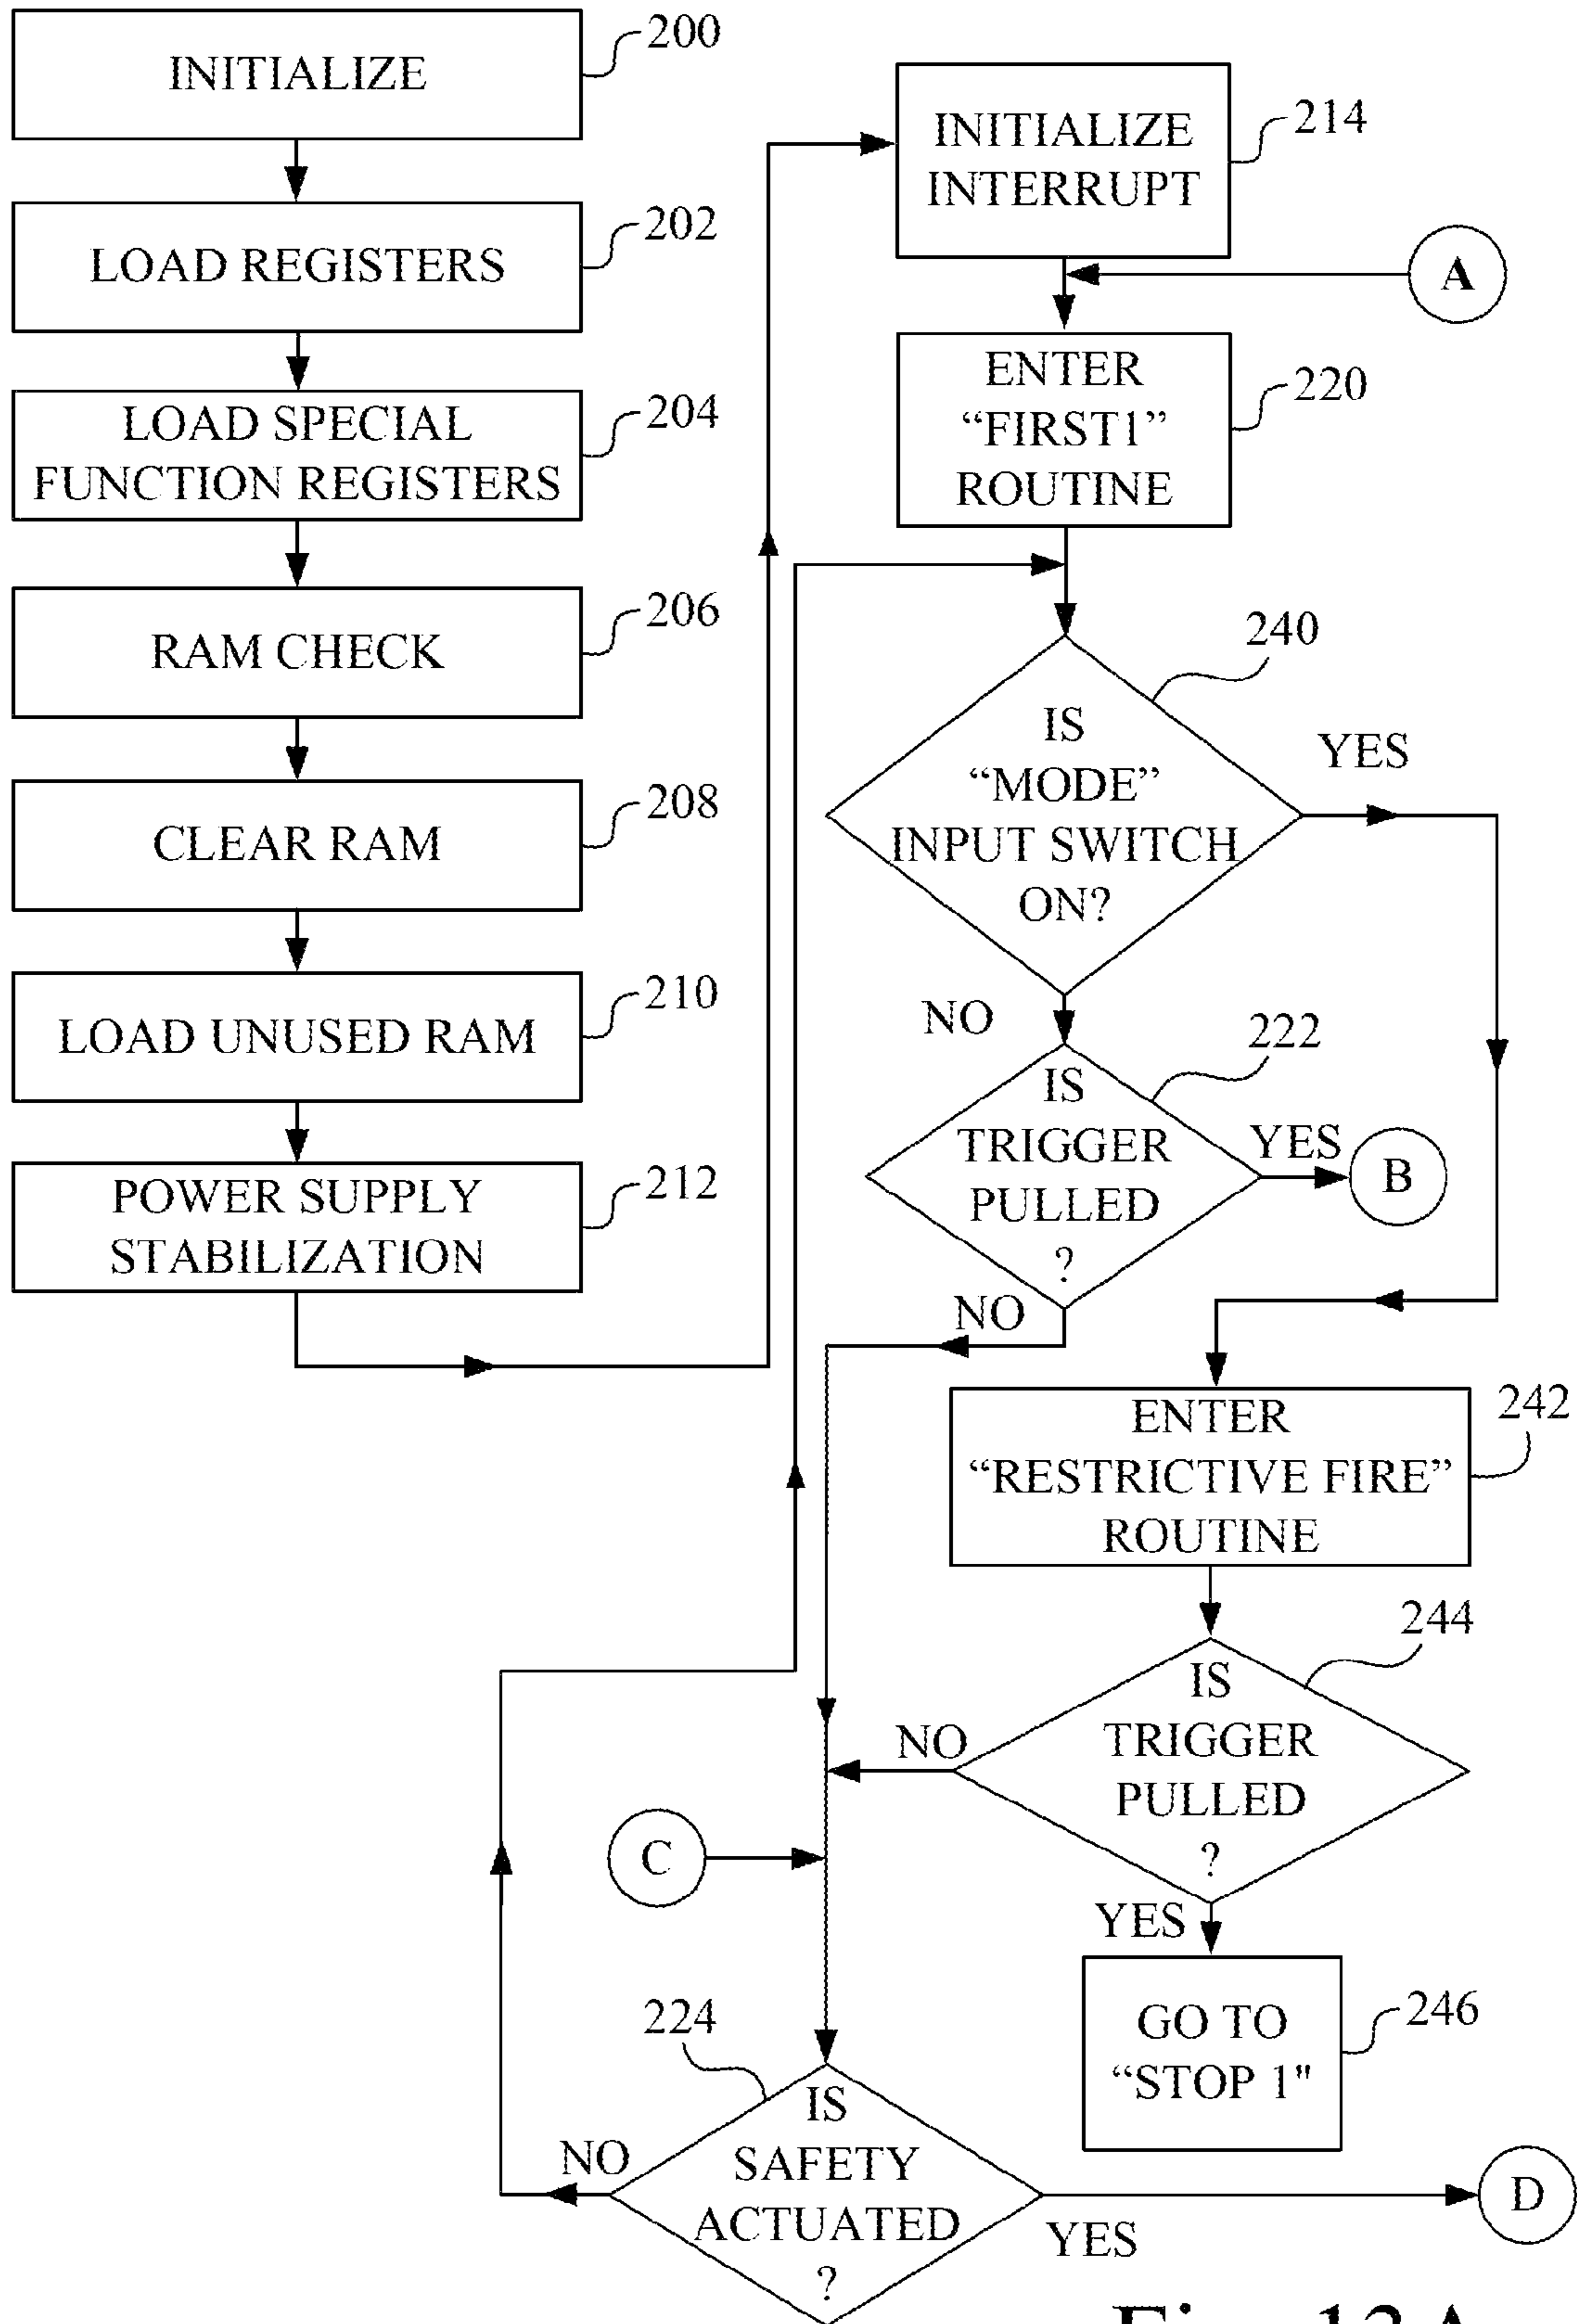 INITIALIZE
200
LOAD REGISTERS
202
LOAD SPECIAL
FUNCTION REGISTERS
204
RAM CHECK
206
CLEAR RAM
208
LOAD UNUSED RAM
210
POWER SUPPLY
STABILIZATION
212
INITIALIZE
INTERRUPT
214
A
ENTER
“FIRST1”
ROUTINE
220
240
IS
“MODE”
INPUT SWITCH
ON?
YES
NO
222
IS
TRIGGER
PULLED
?
YES
B
NO
ENTER
“RESTRICTIVE FIRE”
ROUTINE
242
244
IS
TRIGGER
PULLED
?
NO
C
YES
GO TO
“STOP 1"
246
224
IS
SAFETY
ACTUATED
?
NO
YES
D